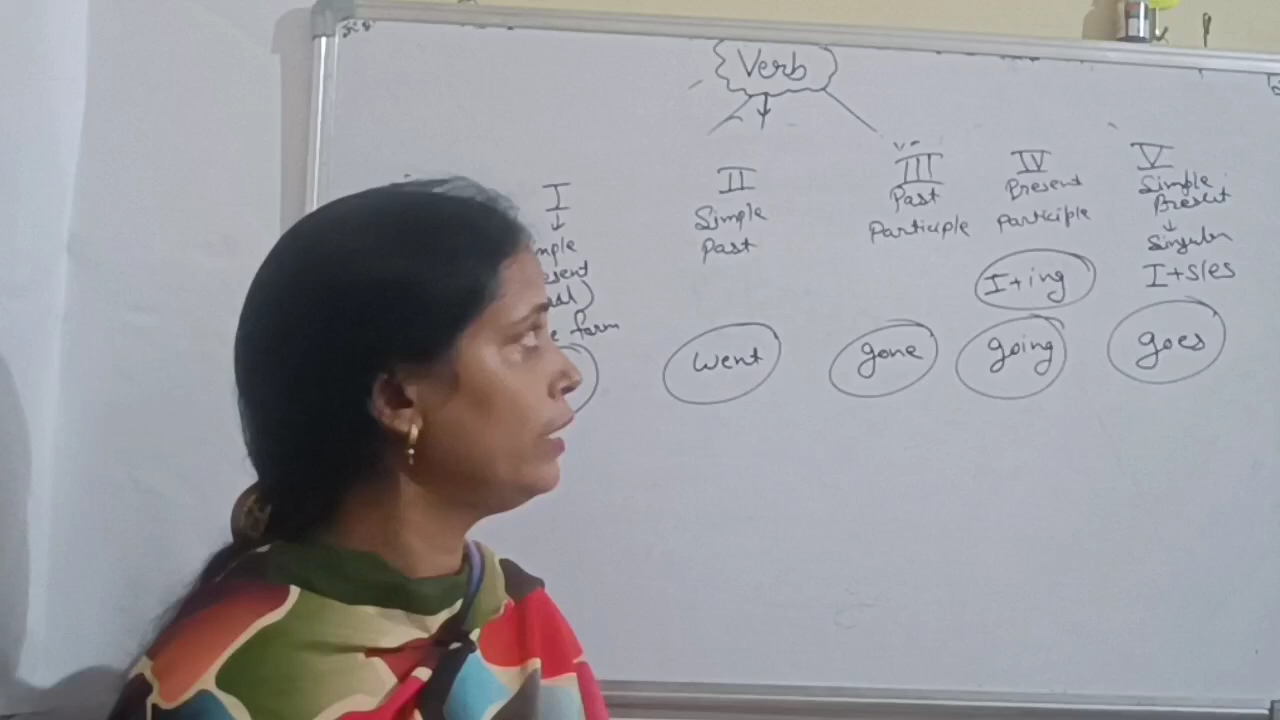 Verb
I
II
Simple
Past
III
Past
Participle
IV
Present
Participle
V
Simple
Present
Singular
form
I+ing
I+s/es
went
gone
going
goes